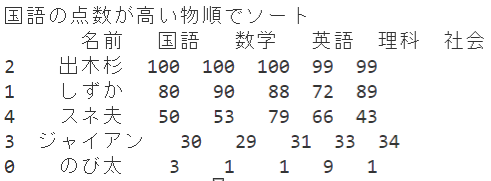 国語の点数が高い物順でソート
名前 国語 数学 英語 理科 社会
2 出木杉 100 100 100 99 99
1 しずか 80 90 88 72 89
4 スネ夫 50 53 79 66 43
3 ジャイアン 30 29 31 33 34
0 のび太 3 1 1 9 1